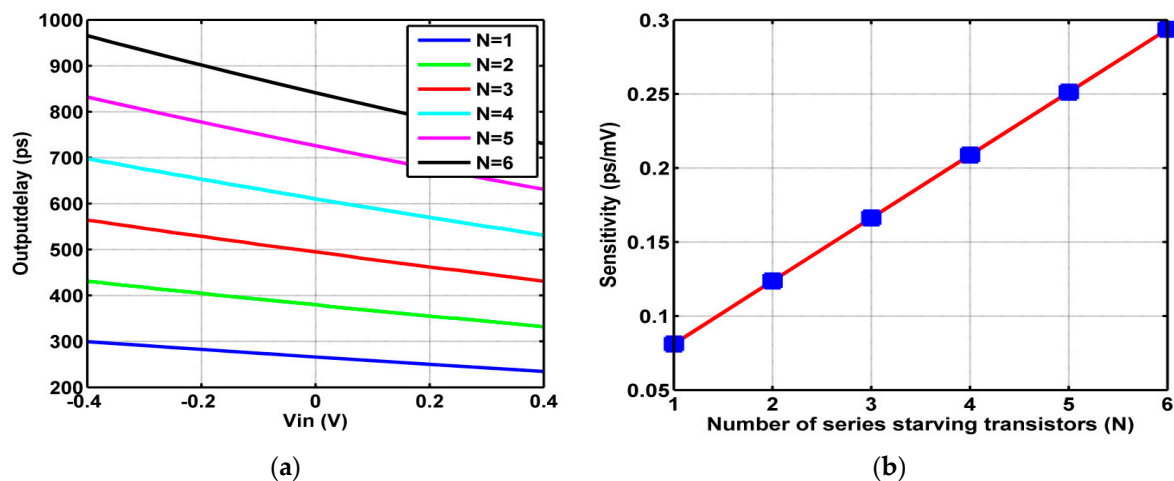 1000
900
800
700
600
500
400
300
200
Outputdelay (ps)
-0.4
-0.2
0
0.2
0.4
Vin (V)
N=1
N=2
N=3
N=4
N=5
N=6
(a)
0.3
0.25
0.2
0.15
0.1
0.05
Sensitivity (ps/mV)
1
2
3
4
5
6
Number of series starving transistors (N)
(b)